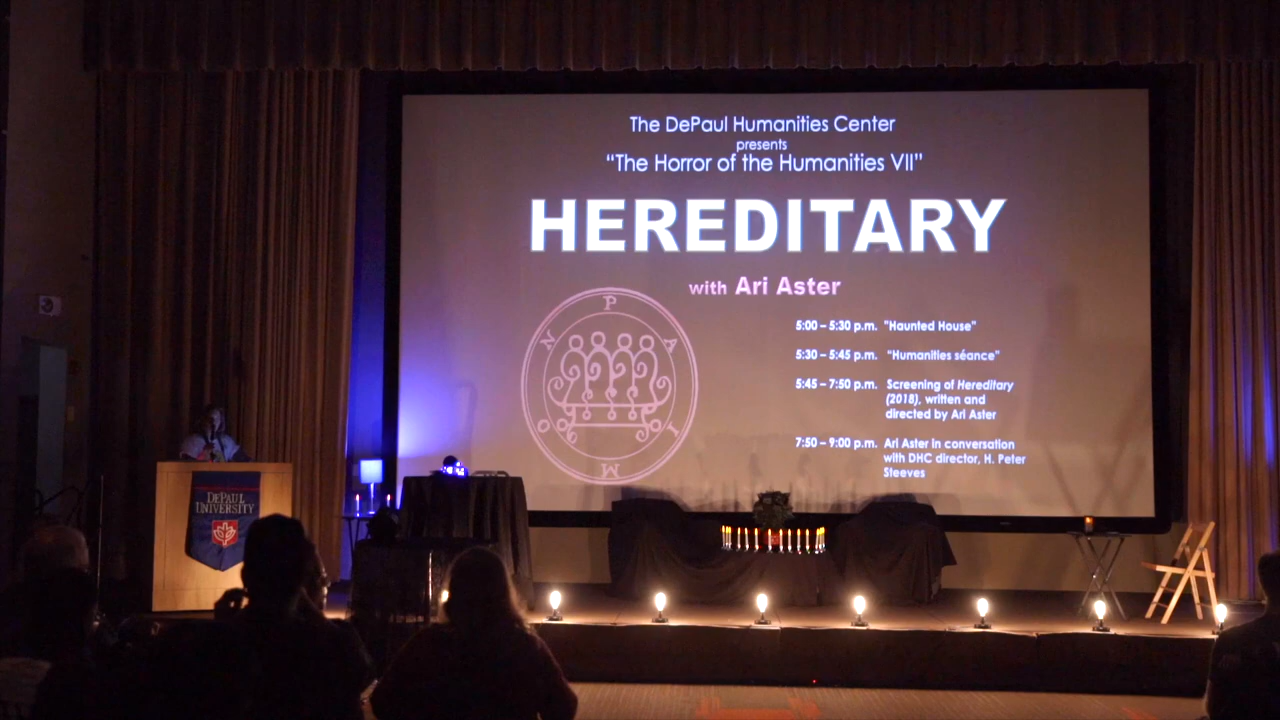 The DePaul Humanities Center
presents
“The Horror of the Humanities VII”
HEREDITARY
with Ari Aster
5:00 – 5:30 p.m. "Haunted House"
5:30 – 5:45 p.m. "Humanities séance"
5:45 – 7:50 p.m. Screening of Hereditary
(2018), written and
directed by Ari Aster
7:50 – 9:00 p.m. Ari Aster in conversation
with DHC director, H. Peter
Steeves
P A I M O N
DEPAUL
UNIVERSITY